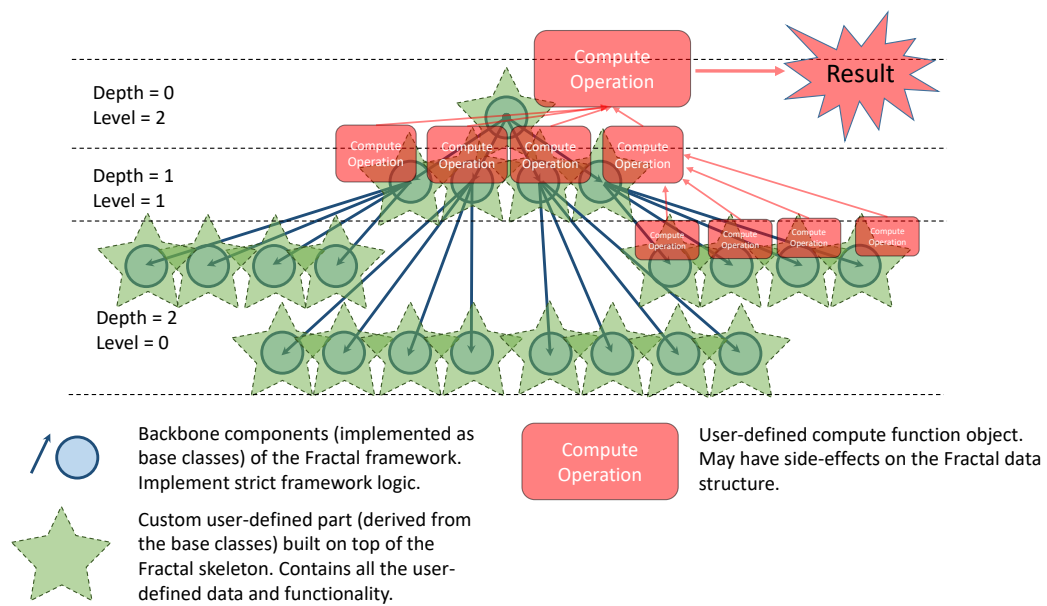 Compute
Operation
Result
Depth = 0
Level = 2
Compute
Operation
Compute
Operation
Compute
Operation
Compute
Operation
Depth = 1
Level = 1
Compute
Operation
Compute
Operation
Compute
Operation
Compute
Operation
Depth = 2
Level = 0
Backbone components (implemented as
base classes) of the Fractal framework.
Implement strict framework logic.
Compute
Operation
User-defined compute function object.
May have side-effects on the Fractal data
structure.
Custom user-defined part (derived from
the base classes) built on top of the
Fractal skeleton. Contains all the user-
defined data and functionality.